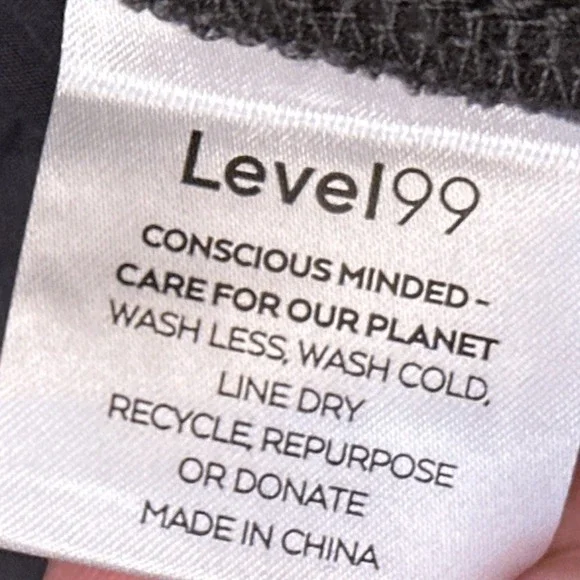 Level99
CONSCIOUS MINDED-
CARE FOR OUR PLANET
WASH LESS, WASH COLD,
LINE DRY
RECYCLE, REPURPOSE
OR DONATE
MADE IN CHINA